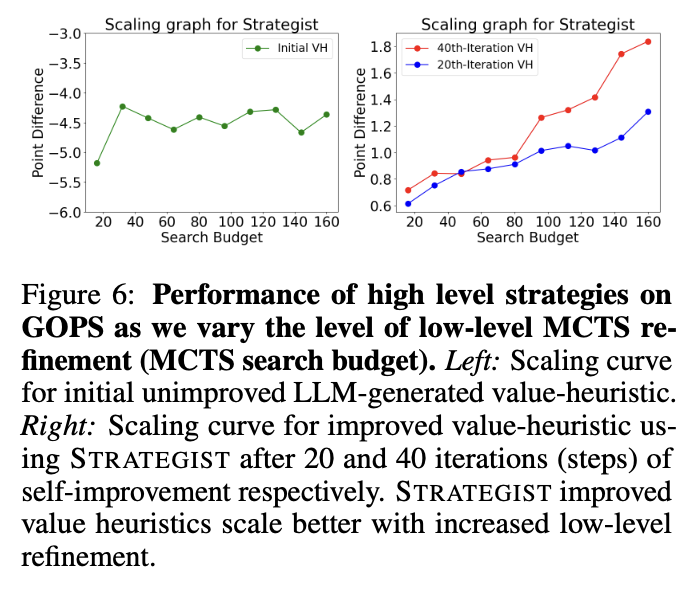 Scaling graph for Strategist
Point Difference
−3.0
−3.5
−4.0
−4.5
−5.0
−5.5
−6.0
Initial VH
20 40 60 80 100 120 140 160
Search Budget
Scaling graph for Strategist
Point Difference
1.8
1.6
1.4
1.2
1.0
0.8
0.6
40th-Iteration VH
20th-Iteration VH
20 40 60 80 100 120 140 160
Search Budget
Figure 6: Performance of high level strategies on
GOPS as we vary the level of low-level MCTS re-
finement (MCTS search budget). Left: Scaling curve
for initial unimproved LLM-generated value-heuristic.
Right: Scaling curve for improved value-heuristic us-
ing STRATEGIST after 20 and 40 iterations (steps) of
self-improvement respectively. STRATEGIST improved
value heuristics scale better with increased low-level
refinement.